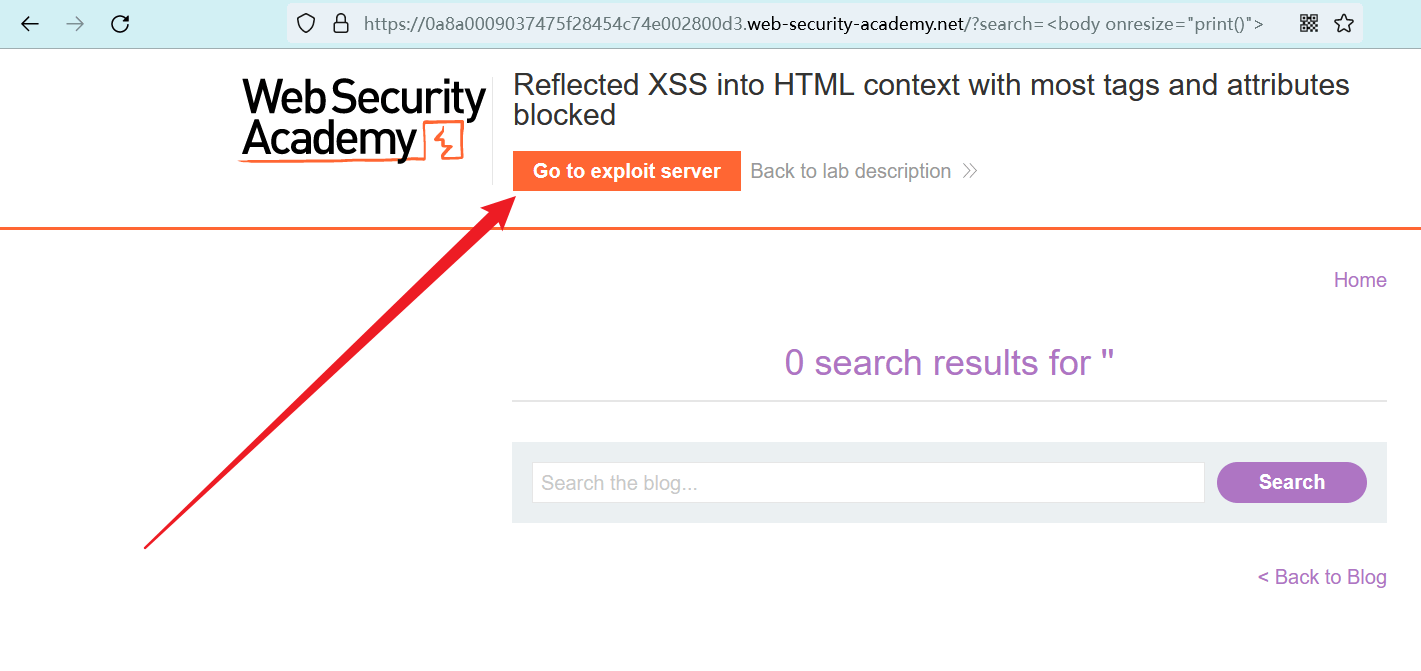 https://0a8a0009037475f28454c74e002800d3.web-security-academy.net/?search=<body onresize="print()">
Web Security
Academy
Reflected XSS into HTML context with most tags and attributes
blocked
Go to exploit server
Back to lab description
Home
0 search results for "
Search the blog...
Search
< Back to Blog